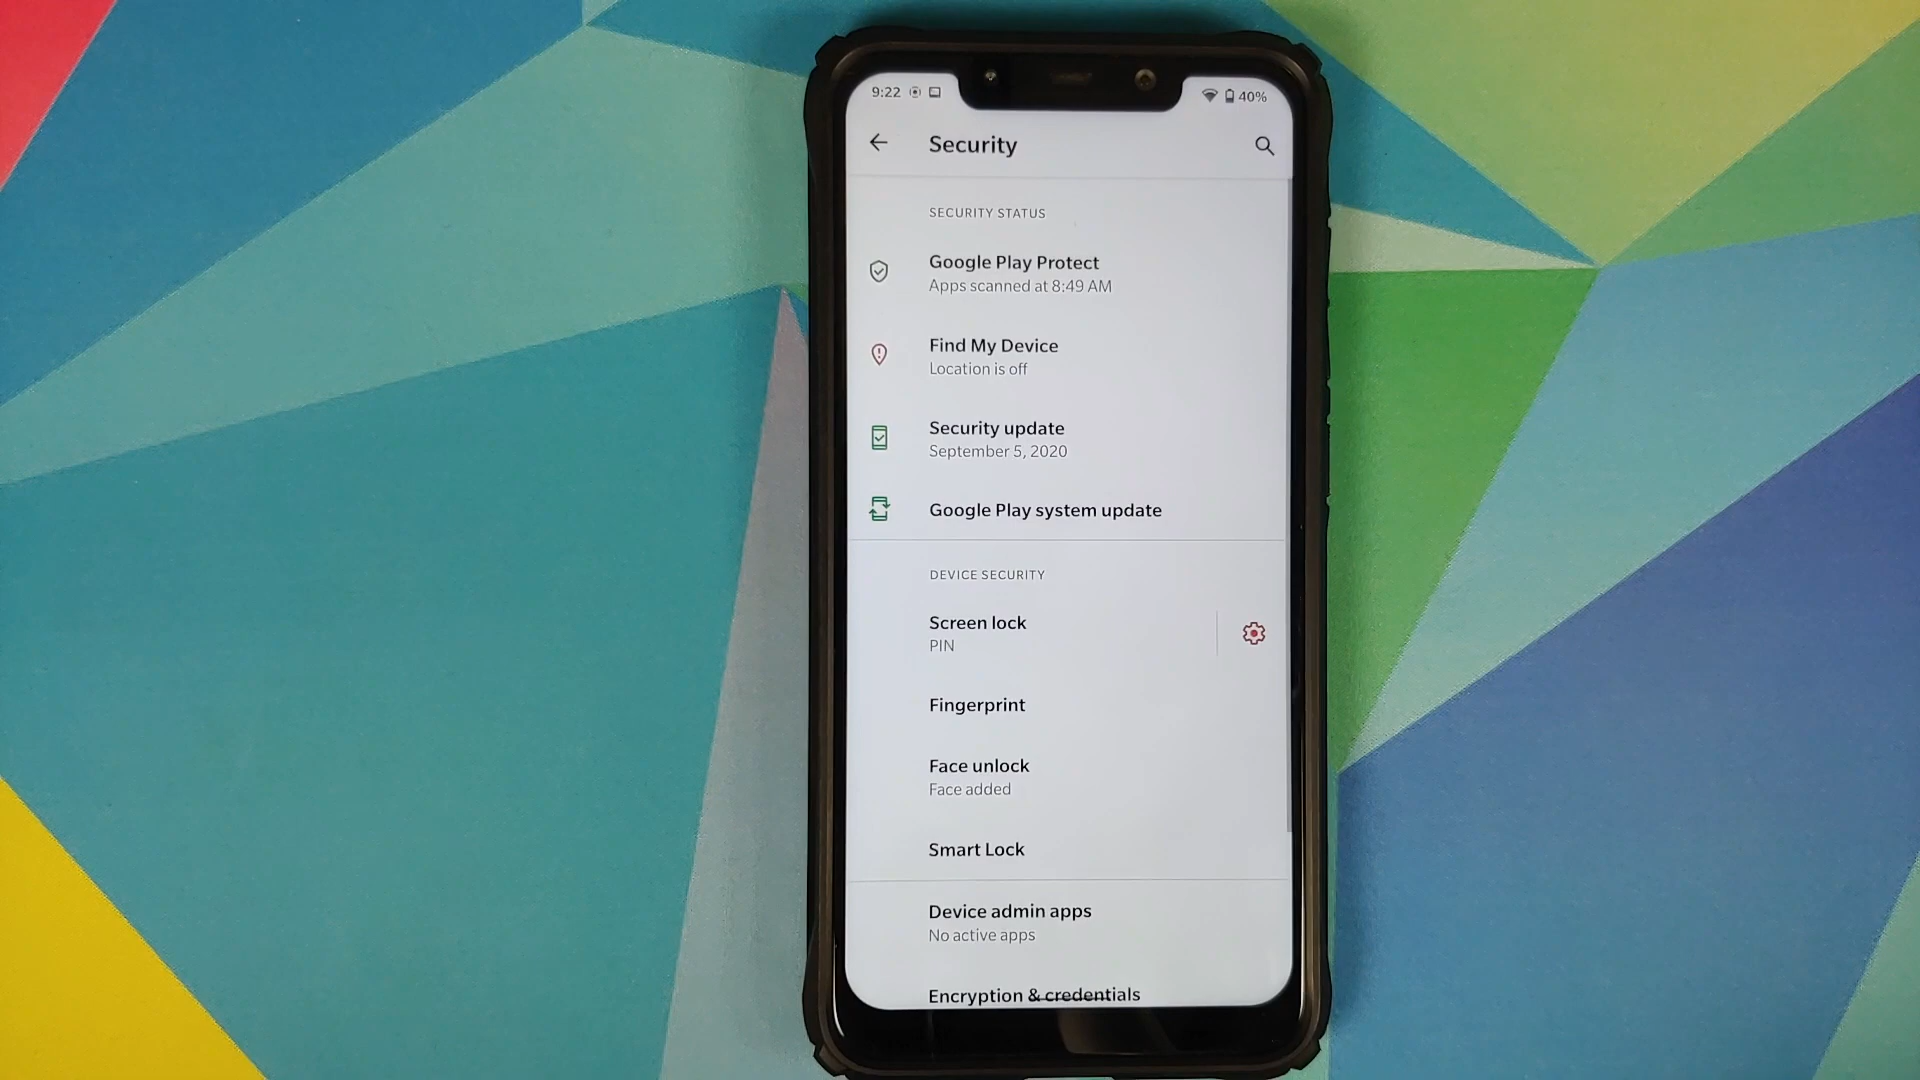 9:22
40%
Security
SECURITY STATUS
Google Play Protect
Apps scanned at 8:49 AM
Find My Device
Location is off
Security update
September 5, 2020
Google Play system update
DEVICE SECURITY
Screen lock
PIN
Fingerprint
Face unlock
Face added
Smart Lock
Device admin apps
No active apps
Encryption & credentials